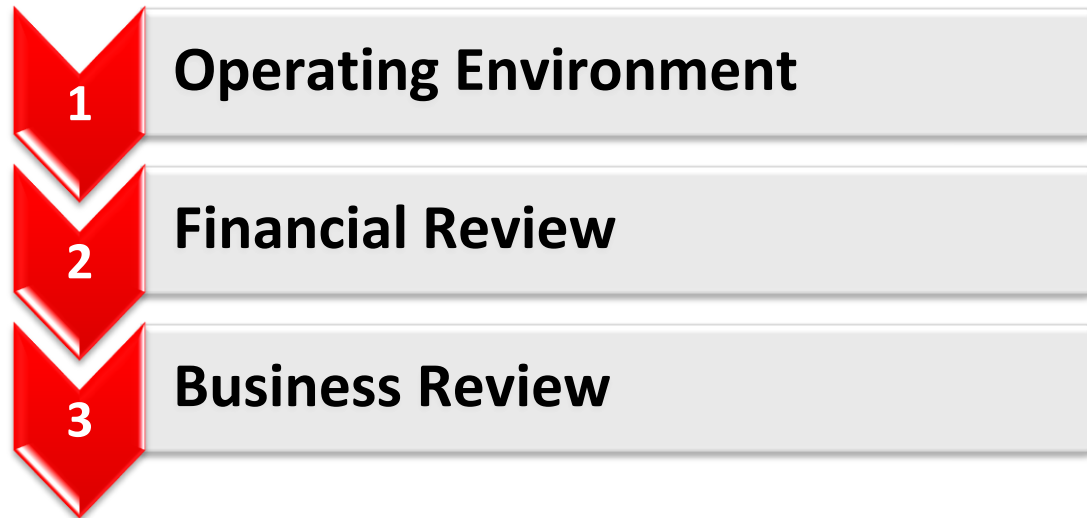 1
Operating Environment
2
Financial Review
3
Business Review